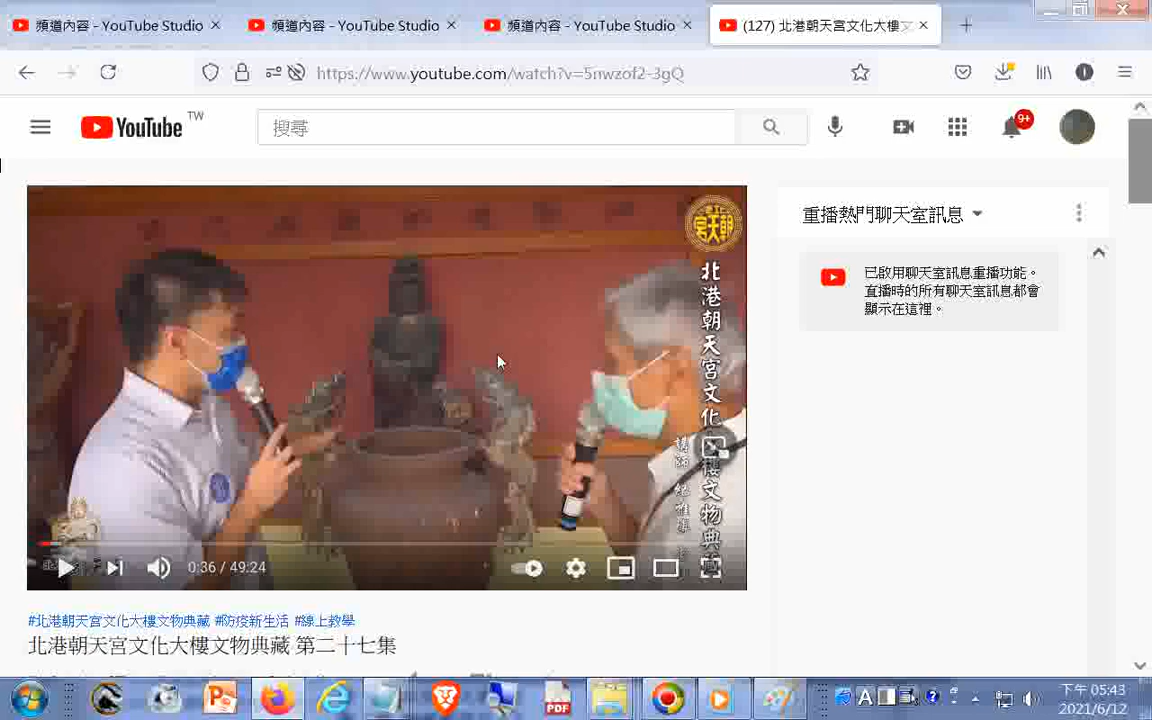 頻道內容 - YouTube Studio
頻道內容 - YouTube Studio
頻道內容 - YouTube Studio
(127) 北港朝天宮文化大樓文
https://www.youtube.com/watch?v=5nwzof2-3gQ
YouTube TW
搜尋
9+
朝天宮
北港朝天宮文化
樓文物典藏
講師
0:36 / 49:24
重播熱門聊天室訊息
已啟用聊天室訊息重播功能。
直播時的所有聊天室訊息都會
顯示在這裡。
#北港朝天宮文化大樓文物典藏 #防疫新生活 #線上教學
北港朝天宮文化大樓文物典藏 第二十七集
PDF
A
下午 05:43
2021/6/12